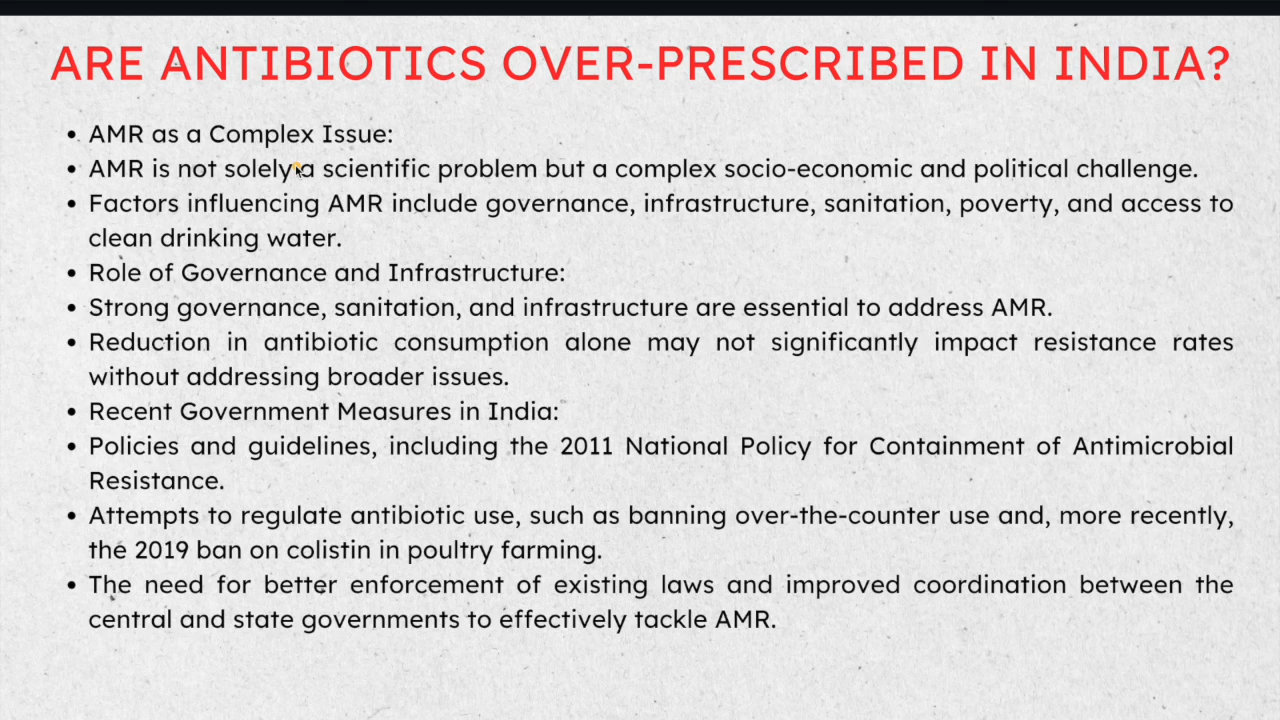 ARE ANTIBIOTICS OVER-PRESCRIBED IN INDIA?
• AMR as a Complex Issue:
• AMR is not solely a scientific problem but a complex socio-economic and political challenge.
• Factors influencing AMR include governance, infrastructure, sanitation, poverty, and access to
clean drinking water.
• Role of Governance and Infrastructure:
• Strong governance, sanitation, and infrastructure are essential to address AMR.
• Reduction in antibiotic consumption alone may not significantly impact resistance rates
without addressing broader issues.
• Recent Government Measures in India:
• Policies and guidelines, including the 2011 National Policy for Containment of Antimicrobial
Resistance.
• Attempts to regulate antibiotic use, such as banning over-the-counter use and, more recently,
the 2019 ban on colistin in poultry farming.
• The need for better enforcement of existing laws and improved coordination between the
central and state governments to effectively tackle AMR.